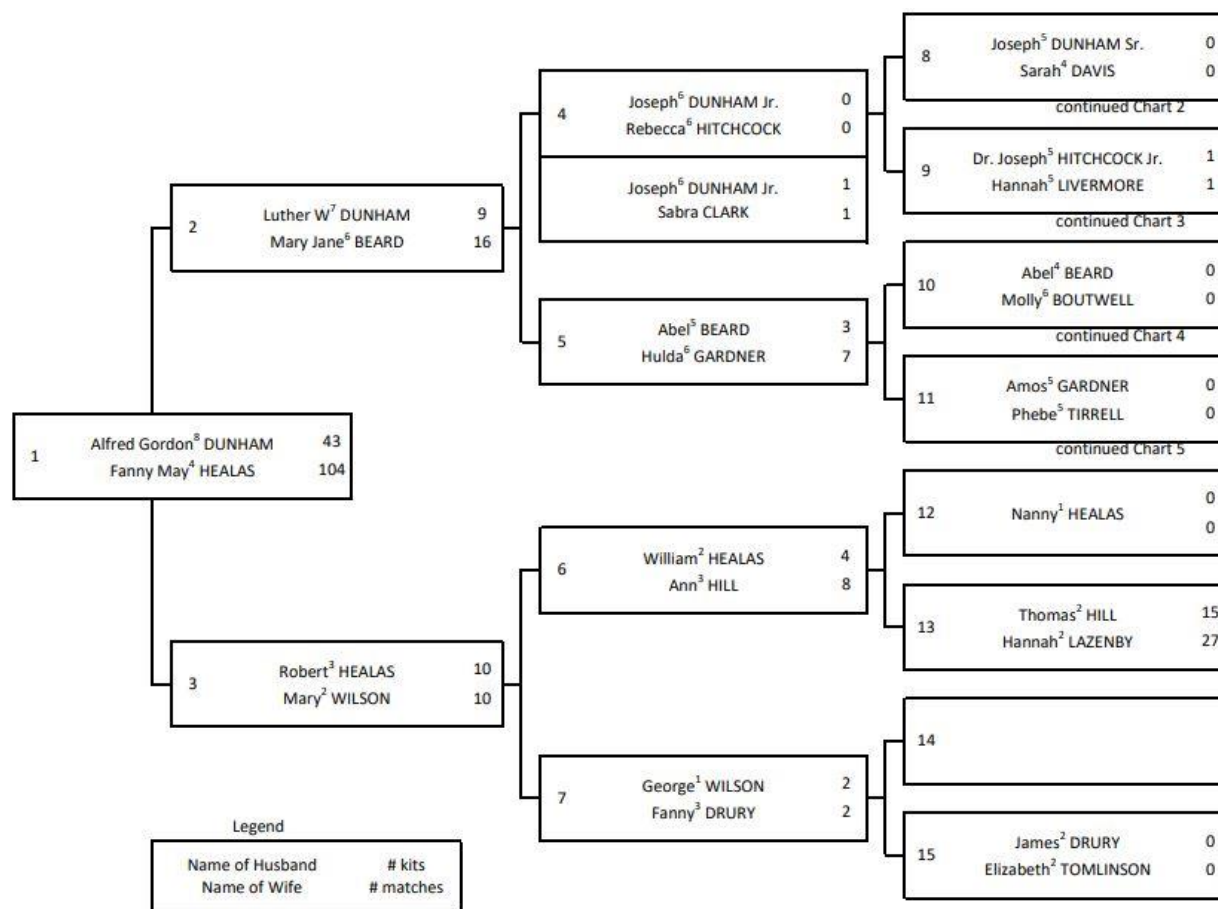 8 Joseph⁵ DUNHAM Sr. 0
Sarah⁴ DAVIS 0
continued Chart 2
4 Joseph⁶ DUNHAM Jr. 0
Rebecca⁶ HITCHCOCK 0
9 Dr. Joseph⁵ HITCHCOCK Jr. 1
Hannah⁵ LIVERMORE 1
continued Chart 3
Joseph⁶ DUNHAM Jr. 1
Sabra CLARK 1
2 Luther W⁷ DUNHAM 9
Mary Jane⁶ BEARD 16
10 Abel⁴ BEARD 0
Molly⁶ BOUTWELL 0
continued Chart 4
5 Abel⁵ BEARD 3
Hulda⁶ GARDNER 7
11 Amos⁵ GARDNER 0
Phebe⁵ TIRRELL 0
continued Chart 5
1 Alfred Gordon⁸ DUNHAM 43
Fanny May⁴ HEALAS 104
12 Nanny¹ HEALAS 0
0
6 William² HEALAS 4
Ann³ HILL 8
13 Thomas² HILL 15
Hannah² LAZENBY 27
3 Robert³ HEALAS 10
Mary² WILSON 10
14
7 George¹ WILSON 2
Fanny³ DRURY 2
15 James² DRURY 0
Elizabeth² TOMLINSON 0
Legend
Name of Husband # kits
Name of Wife # matches